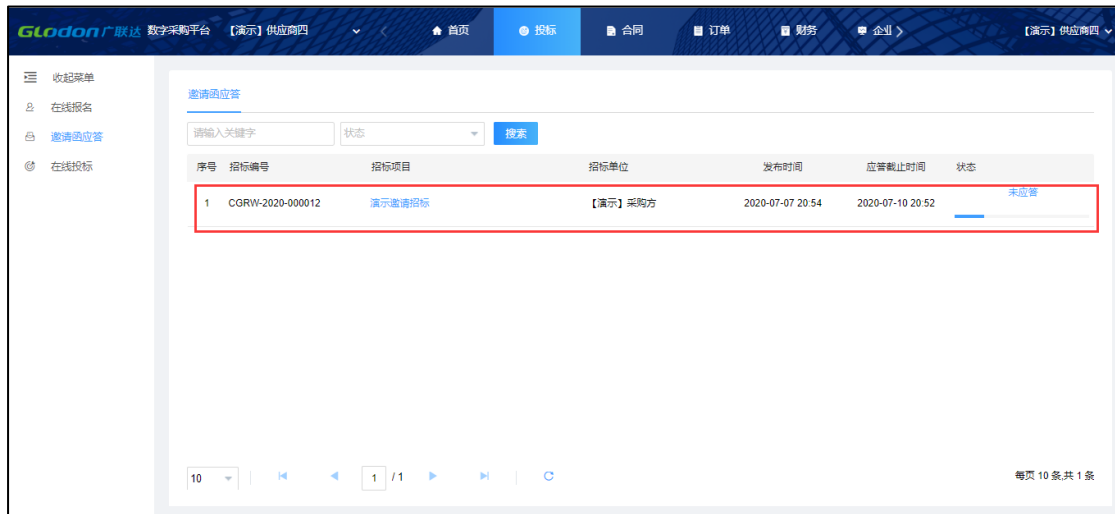 GLodon广联达 数字采购平台 【演示】供应商四 首页 投标 合同 订单 财务 企业 【演示】供应商四
收起菜单
在线报名
邀请函应答
在线投标
邀请函应答
请输入关键字 状态 搜索
序号 招标编号 招标项目 招标单位 发布时间 应答截止时间 状态
1 CGRW-2020-000012 演示邀请招标 【演示】采购方 2020-07-07 20:54 2020-07-10 20:52 未应答
10 1 / 1 每页 10 条,共 1 条